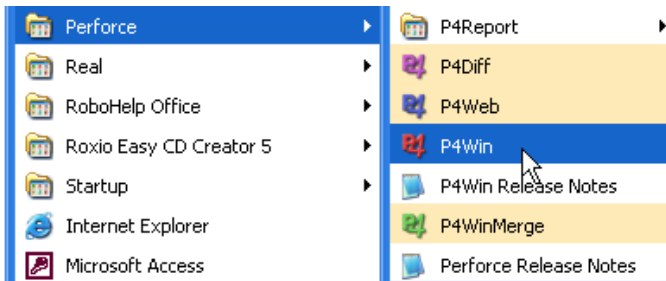 Perforce
Real
RoboHelp Office
Roxio Easy CD Creator 5
Startup
Internet Explorer
Microsoft Access
P4Report
P4Diff
P4Web
P4Win
P4Win Release Notes
P4WinMerge
Perforce Release Notes